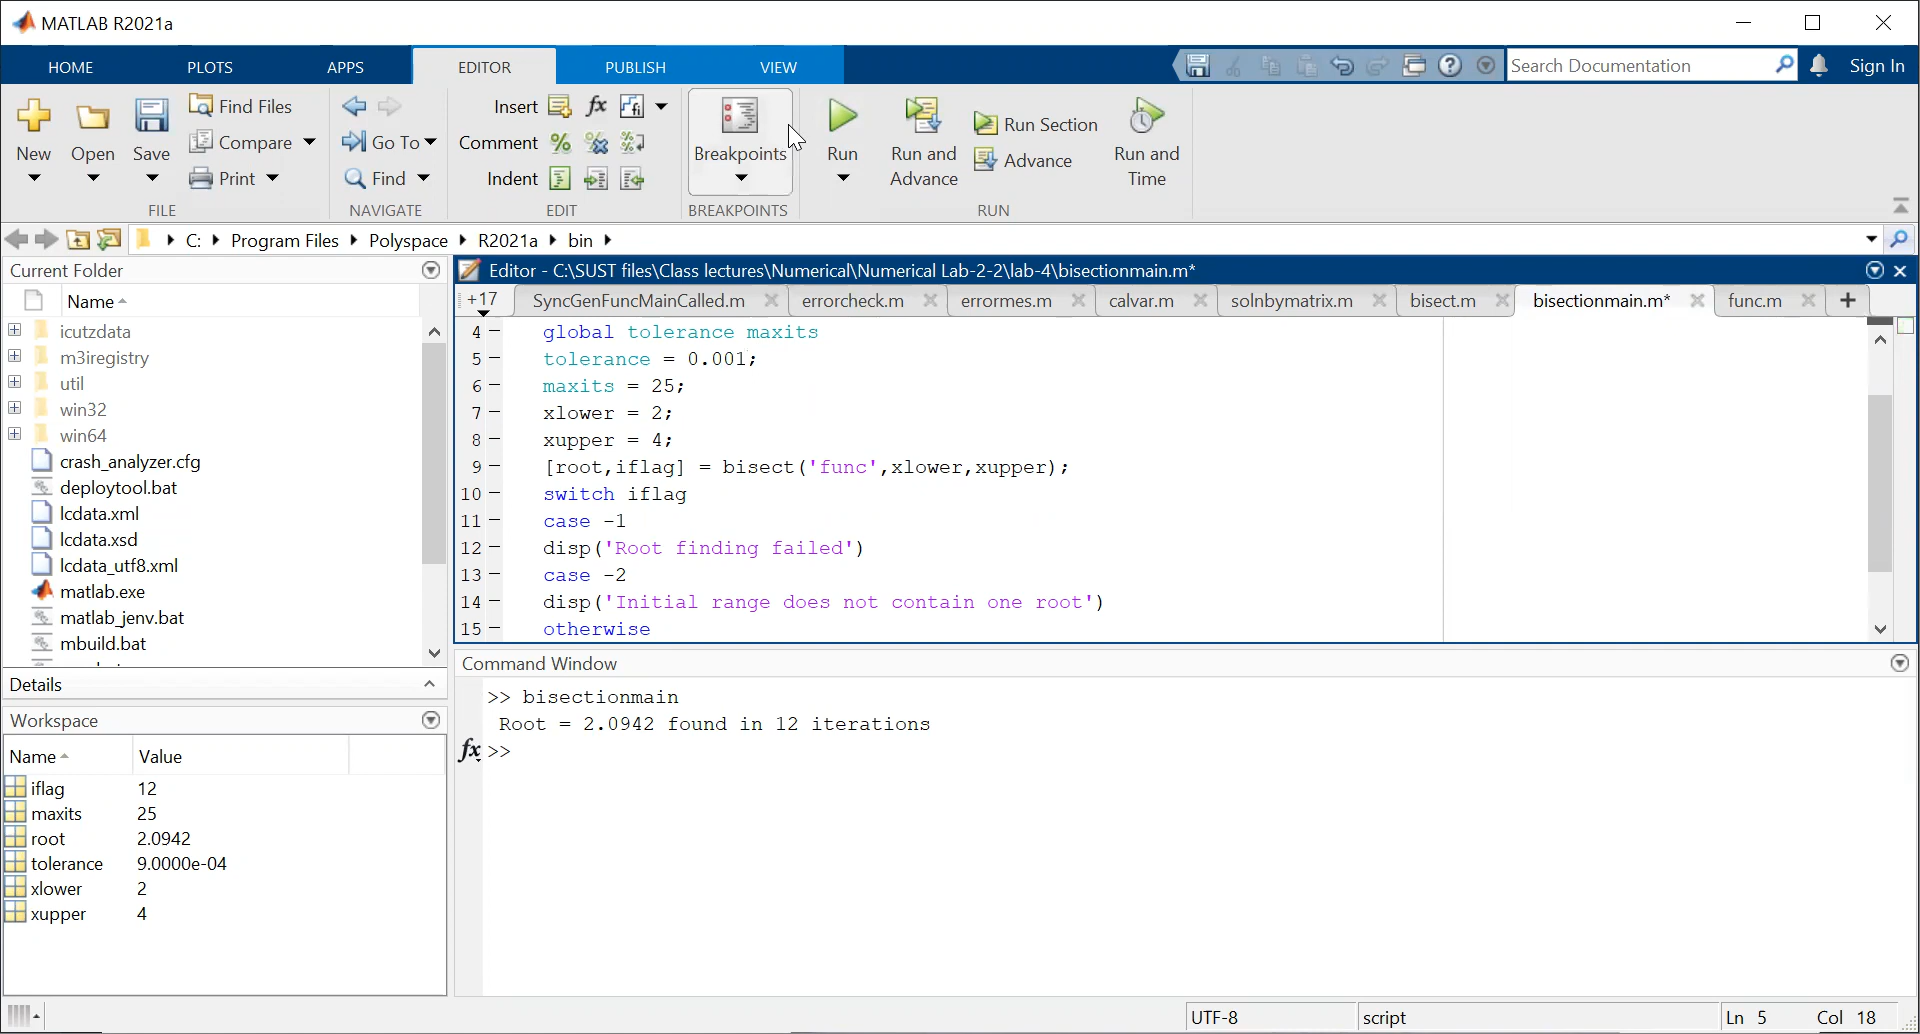 MATLAB R2021a
HOME PLOTS APPS EDITOR PUBLISH VIEW Search Documentation Sign In
New Open Save Find Files Compare Print
Go To Find
Insert fx fi
Comment
Indent
Breakpoints Run Run and Advance Run Section Advance Run and Time
FILE NAVIGATE EDIT BREAKPOINTS RUN
C: Program Files Polyspace R2021a bin
Current Folder
Name
icutzdata
m3iregistry
util
win32
win64
crash_analyzer.cfg
deploytool.bat
lcdata.xml
lcdata.xsd
lcdata_utf8.xml
matlab.exe
matlab_jenv.bat
mbuild.bat
Details
Workspace
Name Value
iflag 12
maxits 25
root 2.0942
tolerance 9.0000e-04
xlower 2
xupper 4
Editor - C:\SUST files\Class lectures\Numerical\Numerical Lab-2-2\lab-4\bisectionmain.m*
+17 SyncGenFuncMainCalled.m errorcheck.m errormes.m calvar.m solnbymatrix.m bisect.m bisectionmain.m* func.m +
4 - global tolerance maxits
5 - tolerance = 0.001;
6 - maxits = 25;
7 - xlower = 2;
8 - xupper = 4;
9 - [root,iflag] = bisect('func',xlower,xupper);
10 - switch iflag
11 - case -1
12 - disp('Root finding failed')
13 - case -2
14 - disp('Initial range does not contain one root')
15 - otherwise
Command Window
>> bisectionmain
Root = 2.0942 found in 12 iterations
fx >>
UTF-8 script Ln 5 Col 18